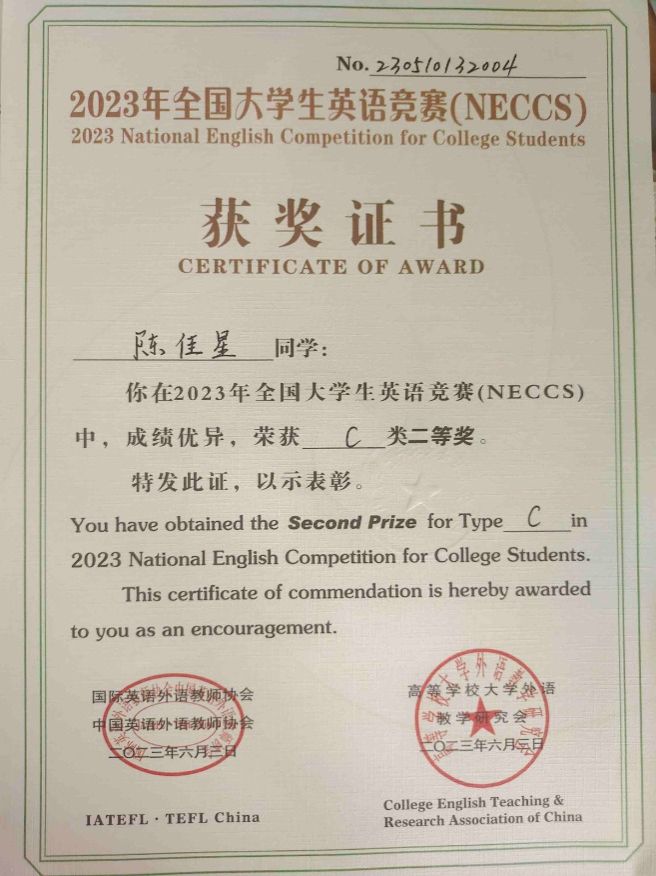 No. 230510132004
2023年全国大学生英语竞赛(NECCS)
2023 National English Competition for College Students
获奖证书
CERTIFICATE OF AWARD
陈佳星 同学:
你在2023年全国大学生英语竞赛(NECCS)
中，成绩优异，荣获 C 类二等奖。
特发此证，以示表彰。
You have obtained the Second Prize for Type C in
2023 National English Competition for College Students.
This certificate of commendation is hereby awarded
to you as an encouragement.
国际英语外语教师协会
中国英语外语教师协会
二〇二三年六月三日
IATEFL · TEFL China
高等学校大学外语
教学研究会
二〇二三年六月三日
College English Teaching &
Research Association of China